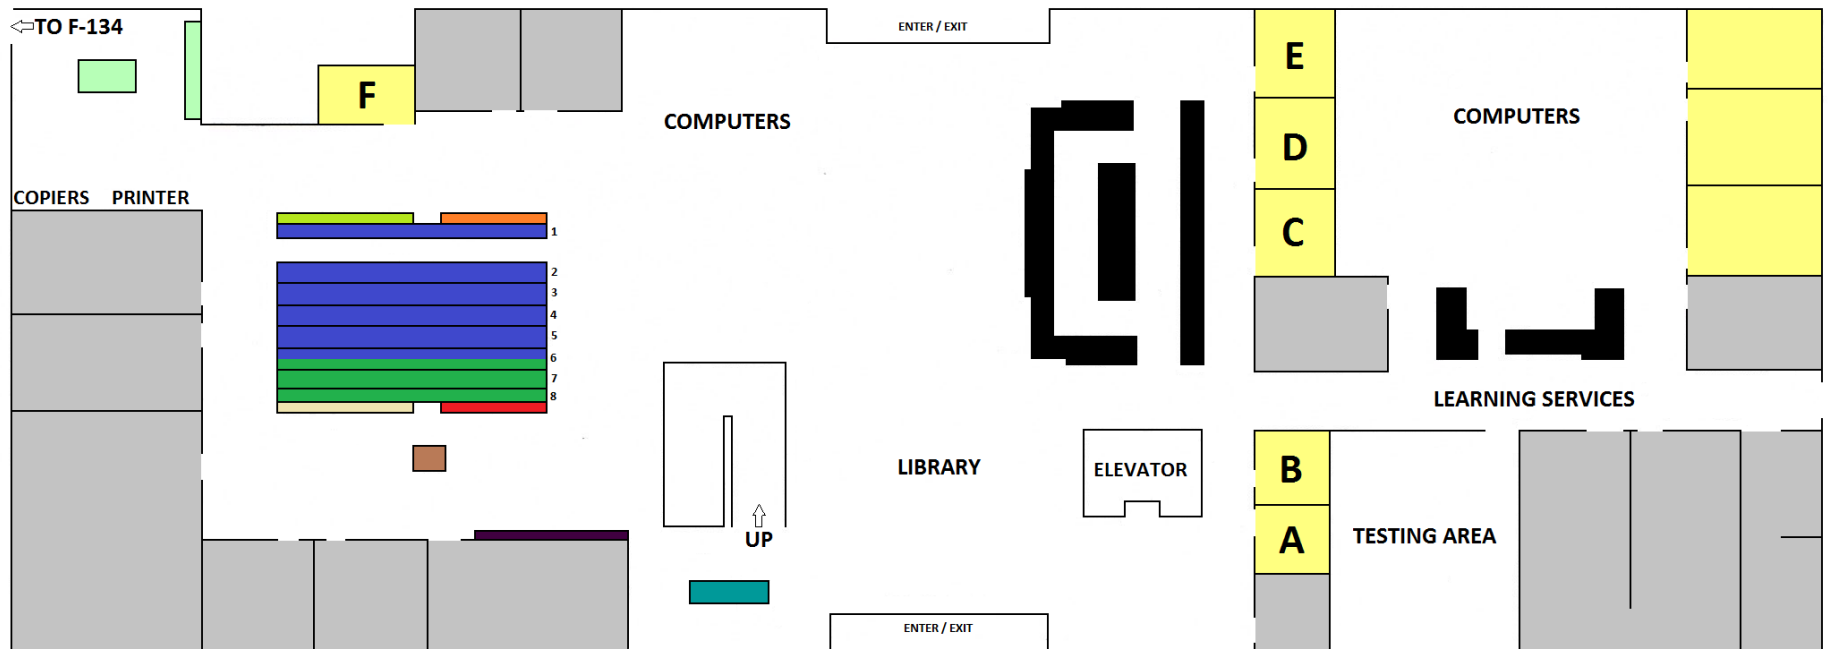 TO F-134
ENTER / EXIT
E
F
COMPUTERS
COMPUTERS
D
COPIERS PRINTER
C
1
2
3
4
5
6
7
8
LEARNING SERVICES
LIBRARY
ELEVATOR
B
UP
A
TESTING AREA
ENTER / EXIT